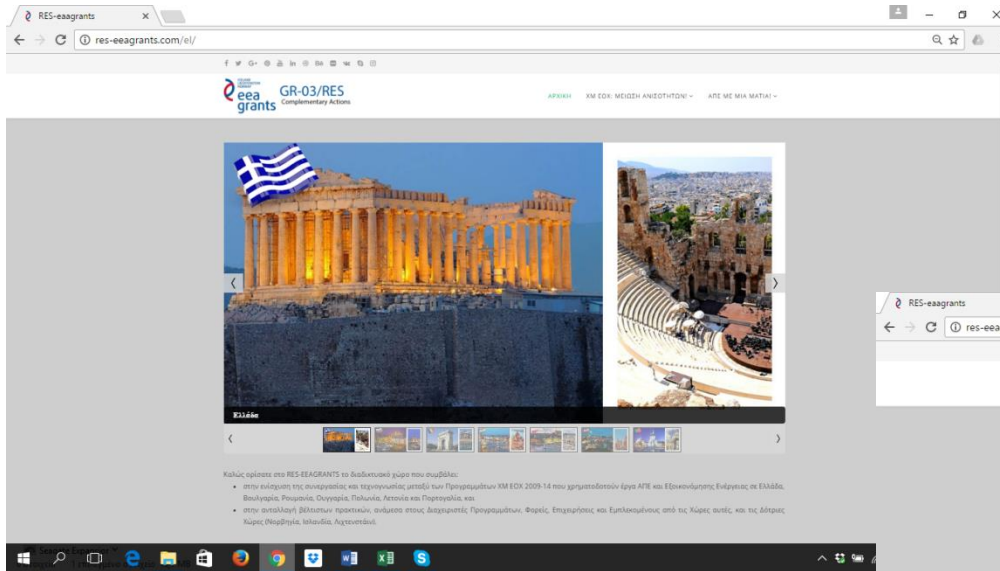 RES-eaagrants
res-eeagrants.com/el/
eea grants
GR-03/RES
Complementary Actions
ΑΡΧΙΚΗ ΧΜ ΕΟΧ: ΜΕΙΩΣΗ ΑΝΙΣΟΤΗΤΩΝ! ΑΠΕ ΜΕ ΜΙΑ ΜΑΤΙΑ!
Ελλάδα
RES-eaagrants
res-eea
Καλώς ορίσατε στο RES-EEAGRANTS το διαδικτυακό χώρο που συμβάλει:
στην ενίσχυση της συνεργασίας και τεχνογνωσίας μεταξύ των Προγραμμάτων ΧΜ ΕΟΧ 2009-14 που χρηματοδοτούν έργα ΑΠΕ και Εξοικονόμησης Ενέργειας σε Ελλάδα,
Βουλγαρία, Ρουμανία, Ουγγαρία, Πολωνία, Λετονία και Πορτογαλία, και
στην ανταλλαγή βέλτιστων πρακτικών, ανάμεσα στους Διαχειριστές Προγραμμάτων, Φορείς, Επιχειρήσεις και Εμπλεκομένους από τις Χώρες αυτές, και τις Δότριες
Χώρες (Νορβηγία, Ισλανδία, Λιχτενστάιν).